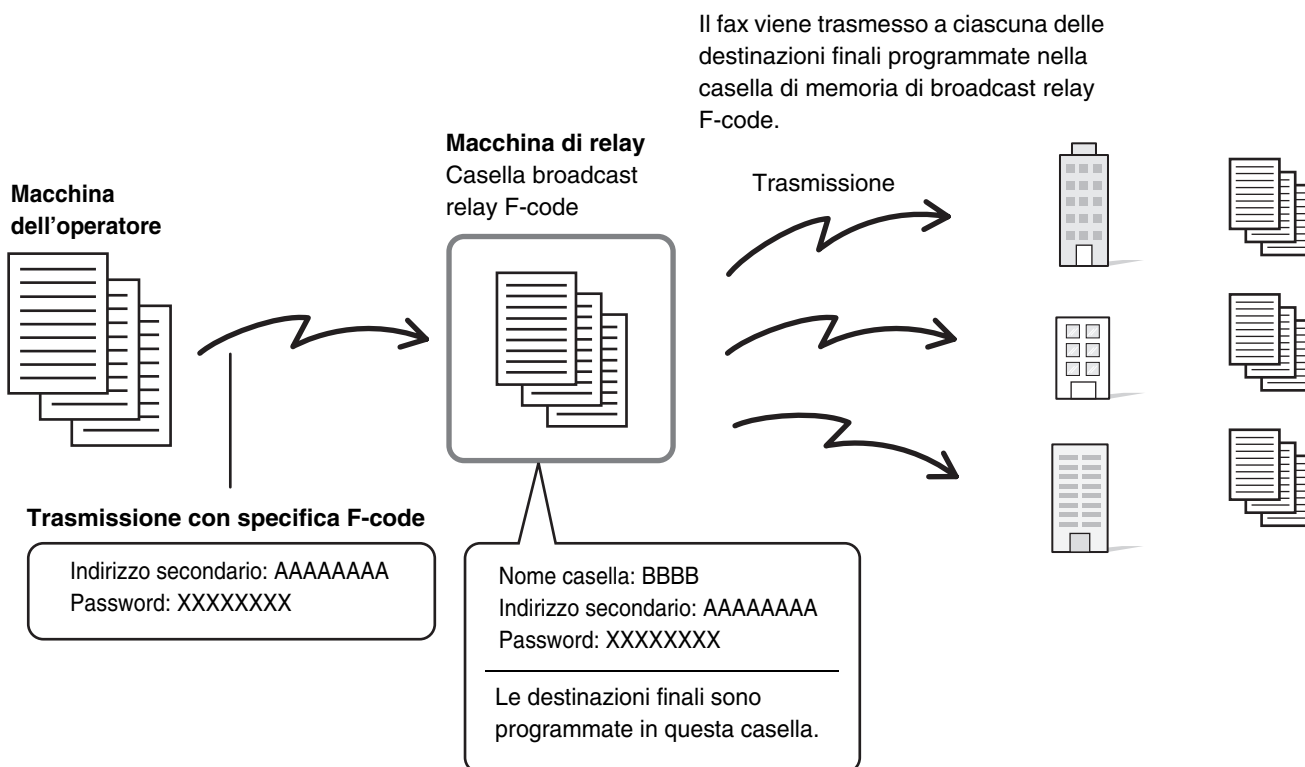 Il fax viene trasmesso a ciascuna delle
destinazioni finali programmate nella
casella di memoria di broadcast relay
F-code.
Macchina di relay
Casella broadcast
relay F-code
Trasmissione
Macchina
dell'operatore
Trasmissione con specifica F-code
Indirizzo secondario: AAAAAAAA
Password: XXXXXXXX
Nome casella: BBBB
Indirizzo secondario: AAAAAAAA
Password: XXXXXXXX
Le destinazioni finali sono
programmate in questa casella.